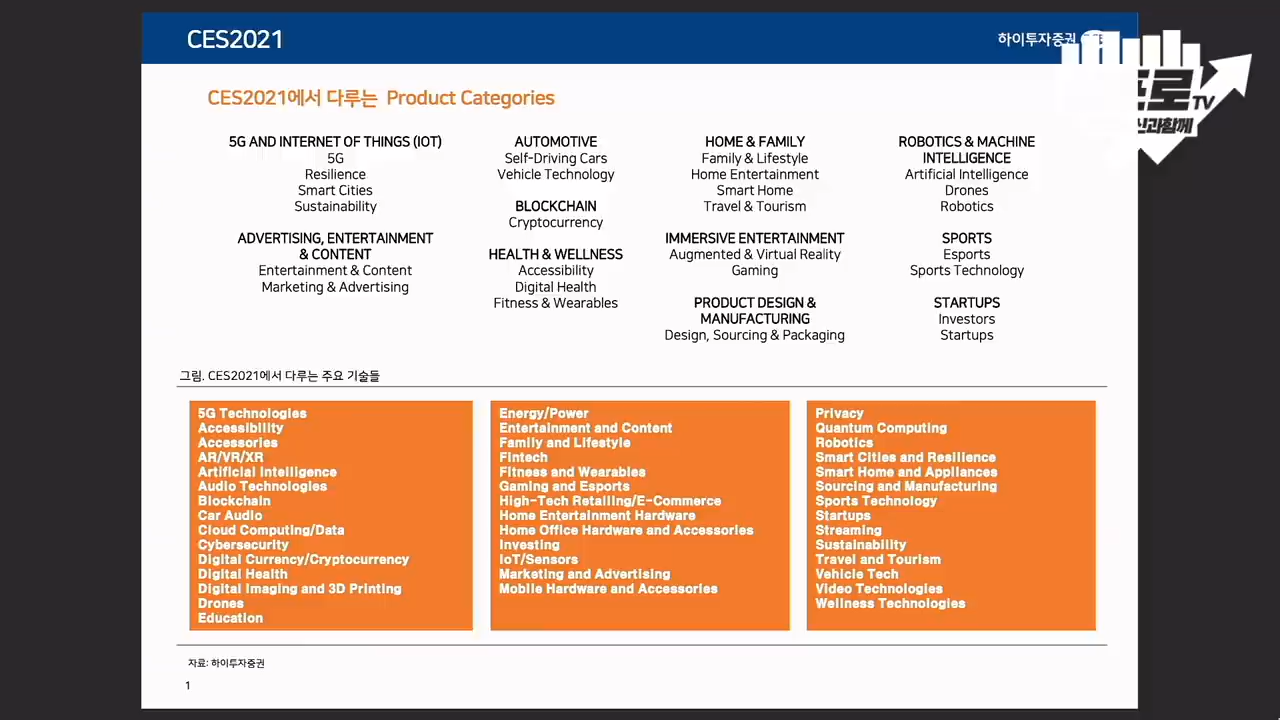 CES2021
하이투자증권
로
TV
신과함께
CES2021에서 다루는 Product Categories
5G AND INTERNET OF THINGS (IOT)
5G
Resilience
Smart Cities
Sustainability
ADVERTISING, ENTERTAINMENT
& CONTENT
Entertainment & Content
Marketing & Advertising
AUTOMOTIVE
Self-Driving Cars
Vehicle Technology
BLOCKCHAIN
Cryptocurrency
HEALTH & WELLNESS
Accessibility
Digital Health
Fitness & Wearables
HOME & FAMILY
Family & Lifestyle
Home Entertainment
Smart Home
Travel & Tourism
IMMERSIVE ENTERTAINMENT
Augmented & Virtual Reality
Gaming
PRODUCT DESIGN &
MANUFACTURING
Design, Sourcing & Packaging
ROBOTICS & MACHINE
INTELLIGENCE
Artificial Intelligence
Drones
Robotics
SPORTS
Esports
Sports Technology
STARTUPS
Investors
Startups
그림. CES2021에서 다루는 주요 기술들
5G Technologies
Accessibility
Accessories
AR/VR/XR
Artificial Intelligence
Audio Technologies
Blockchain
Car Audio
Cloud Computing/Data
Cybersecurity
Digital Currency/Cryptocurrency
Digital Health
Digital Imaging and 3D Printing
Drones
Education
Energy/Power
Entertainment and Content
Family and Lifestyle
Fintech
Fitness and Wearables
Gaming and Esports
High-Tech Retailing/E-Commerce
Home Entertainment Hardware
Home Office Hardware and Accessories
Investing
IoT/Sensors
Marketing and Advertising
Mobile Hardware and Accessories
Privacy
Quantum Computing
Robotics
Smart Cities and Resilience
Smart Home and Appliances
Sourcing and Manufacturing
Sports Technology
Startups
Streaming
Sustainability
Travel and Tourism
Vehicle Tech
Video Technologies
Wellness Technologies
자료: 하이투자증권
1